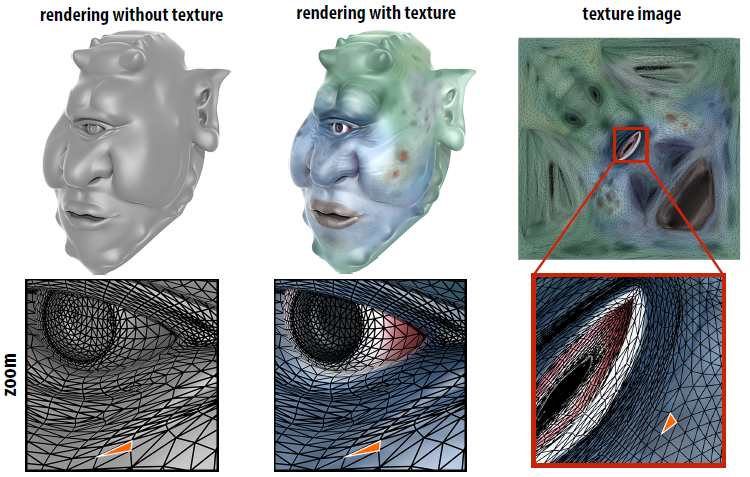 rendering without texture
rendering with texture
texture image
zoom